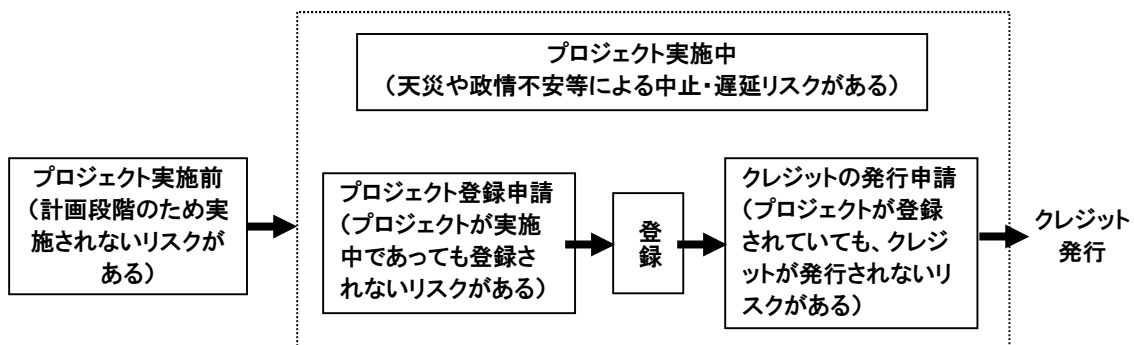 プロジェクト実施中
（天災や政情不安等による中止・遅延リスクがある）
プロジェクト実施前
（計画段階のため実
施されないリスクが
ある）
プロジェクト登録申請
（プロジェクトが実施
中であっても登録さ
れないリスクがある）
登
録
クレジットの発行申請
（プロジェクトが登録
されていても、クレジ
ットが発行されないリ
スクがある）
クレジット
発行